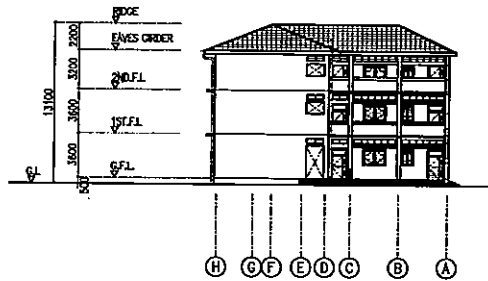 RIDGE
2200
EAVES GIRDER
3200
2ND.F.L
13100
3600
1ST.F.L
3600
G.F.L.
G.L
500
H G F E D C B A